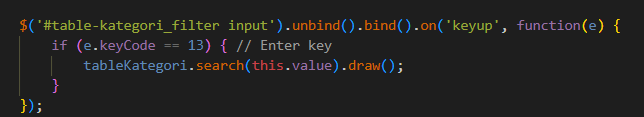 $('#table-kategori_filter input').unbind().bind().on('keyup', function(e) {
    if (e.keyCode == 13) { // Enter key
        tableKategori.search(this.value).draw();
    }
});